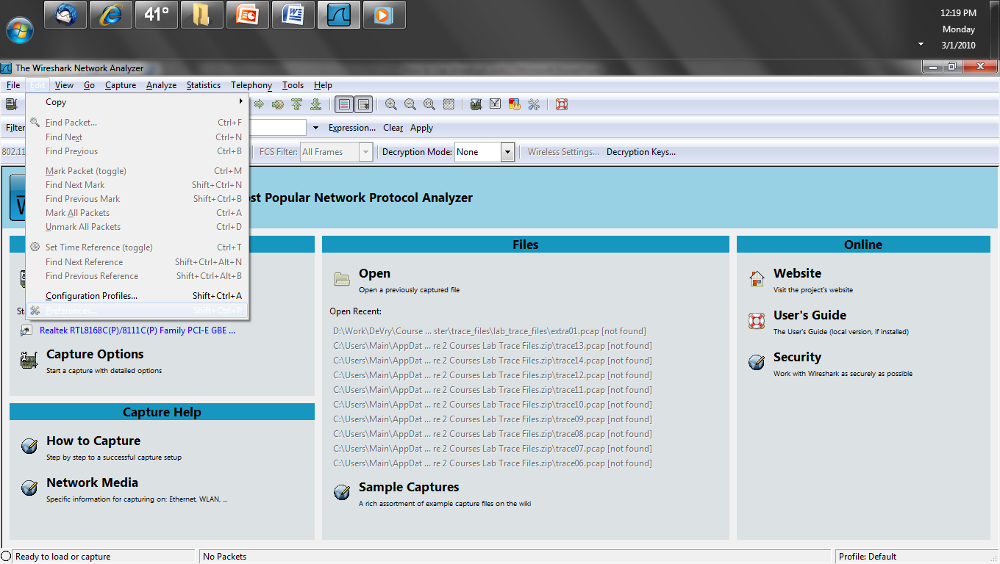 41°
12:19 PM
Monday
3/1/2010
The Wireshark Network Analyzer
File Edit View Go Capture Analyze Statistics Telephony Tools Help
Copy
Find Packet... Ctrl+F
Find Next Ctrl+N
Find Previous Ctrl+B
Mark Packet (toggle) Ctrl+M
Find Next Mark Shift+Ctrl+N
Find Previous Mark Shift+Ctrl+B
Mark All Packets Ctrl+A
Unmark All Packets Ctrl+D
Set Time Reference (toggle) Ctrl+T
Find Next Reference Shift+Ctrl+Alt+N
Find Previous Reference Shift+Ctrl+Alt+B
Configuration Profiles... Shift+Ctrl+A
Preferences... Shift+Ctrl+P
Filter Expression... Clear Apply
802.11 FCS Filter: All Frames Decryption Mode: None Wireless Settings... Decryption Keys...
st Popular Network Protocol Analyzer
St
Realtek RTL8168C(P)/8111C(P) Family PCI-E GBE ...
Capture Options
Start a capture with detailed options
Capture Help
How to Capture
Step by step to a successful capture setup
Network Media
Specific information for capturing on: Ethernet, WLAN, ...
Files
Open
Open a previously captured file
Open Recent:
D:\Work\DeVry\Course ... ster\trace_files\lab_trace_files\extra01.pcap [not found]
C:\Users\Main\AppDat ... re 2 Courses Lab Trace Files.zip\trace13.pcap [not found]
C:\Users\Main\AppDat ... re 2 Courses Lab Trace Files.zip\trace14.pcap [not found]
C:\Users\Main\AppDat ... re 2 Courses Lab Trace Files.zip\trace12.pcap [not found]
C:\Users\Main\AppDat ... re 2 Courses Lab Trace Files.zip\trace11.pcap [not found]
C:\Users\Main\AppDat ... re 2 Courses Lab Trace Files.zip\trace10.pcap [not found]
C:\Users\Main\AppDat ... re 2 Courses Lab Trace Files.zip\trace09.pcap [not found]
C:\Users\Main\AppDat ... re 2 Courses Lab Trace Files.zip\trace08.pcap [not found]
C:\Users\Main\AppDat ... re 2 Courses Lab Trace Files.zip\trace07.pcap [not found]
C:\Users\Main\AppDat ... re 2 Courses Lab Trace Files.zip\trace06.pcap [not found]
Sample Captures
A rich assortment of example capture files on the wiki
Online
Website
Visit the project's website
User's Guide
The User's Guide (local version, if installed)
Security
Work with Wireshark as securely as possible
Ready to load or capture No Packets Profile: Default